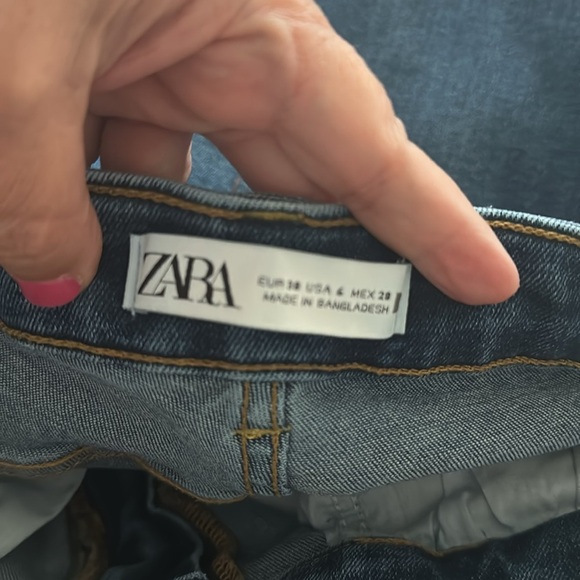 ZARA
EUR 38 USA 6 MEX 28
MADE IN BANGLADESH